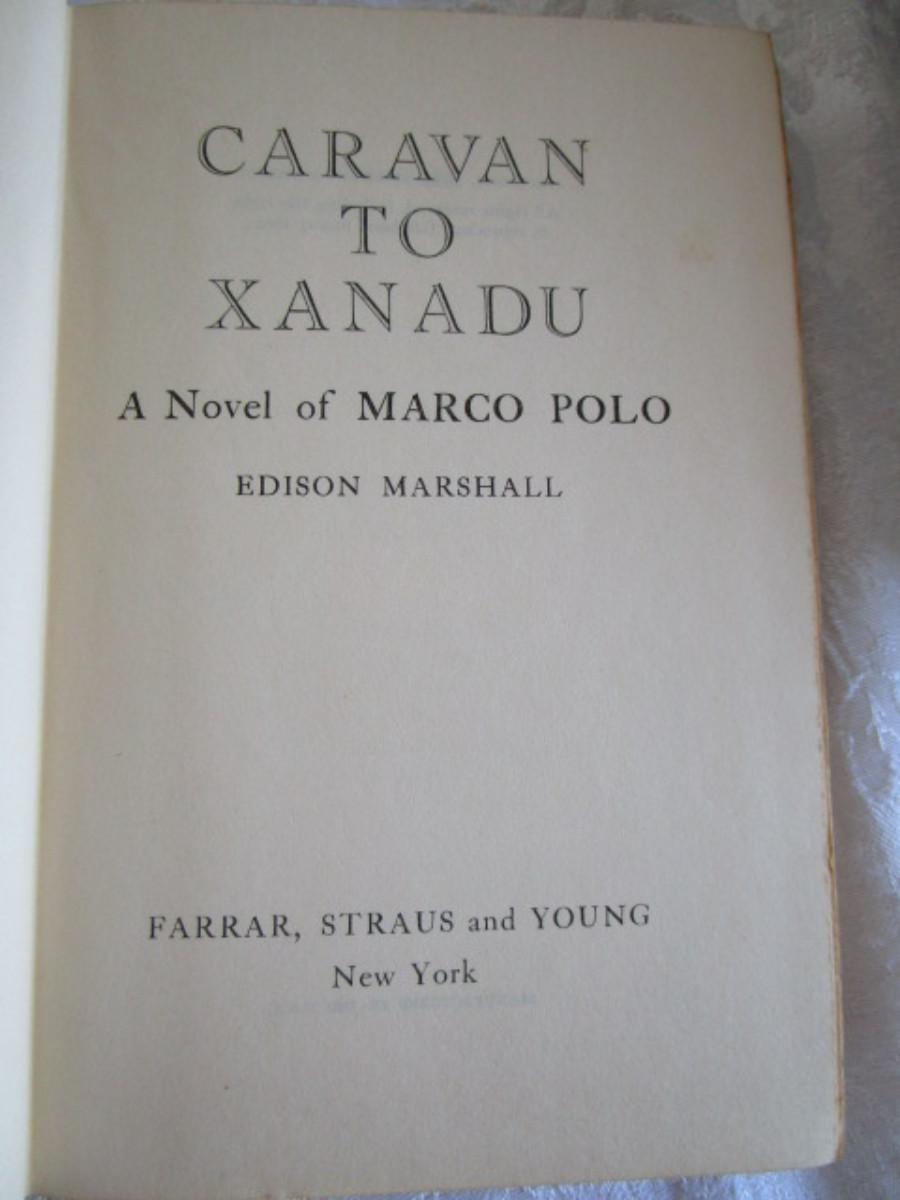 CARAVAN
TO
XANADU
A Novel of MARCO POLO
EDISON MARSHALL
FARRAR, STRAUS and YOUNG
New York